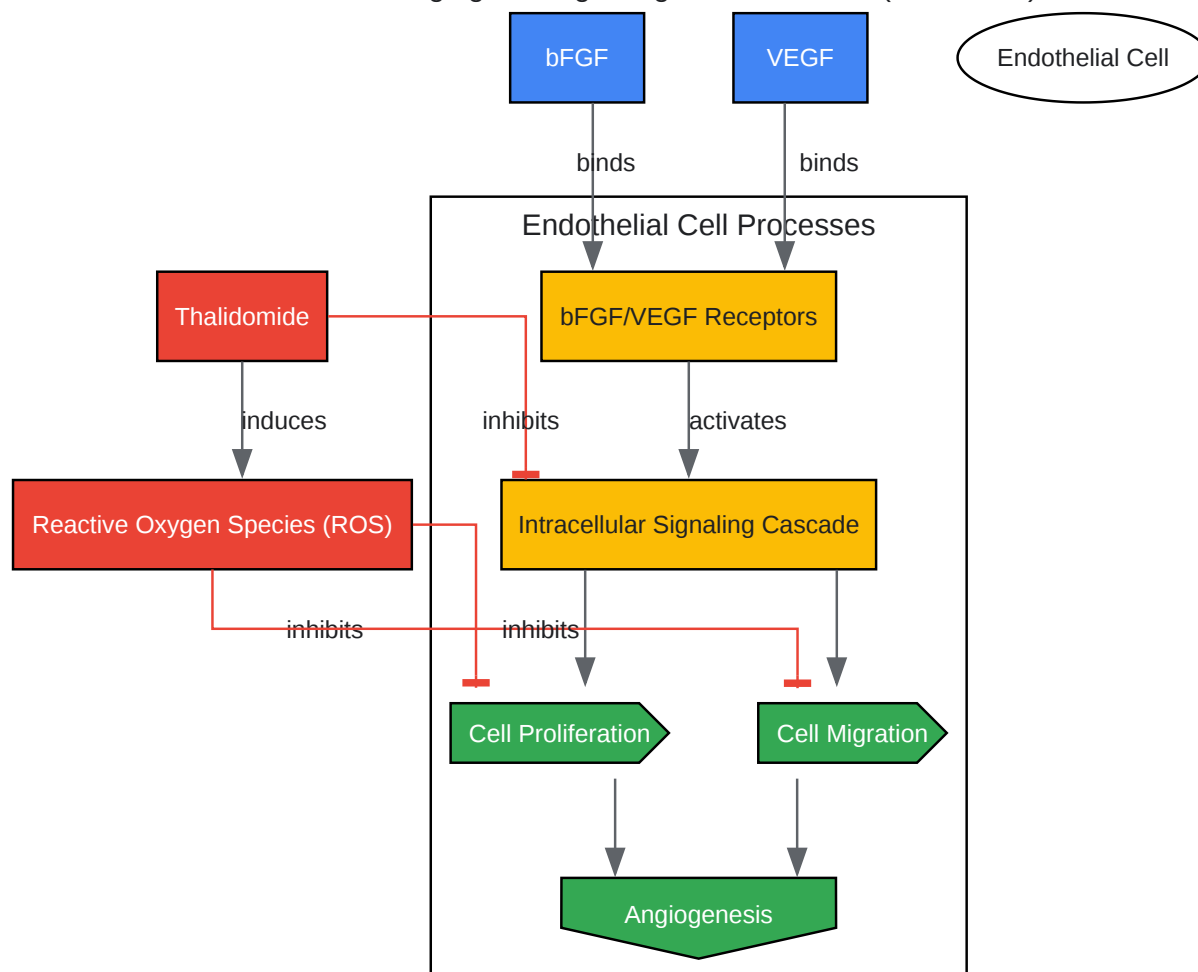 bFGF
VEGF
Endothelial Cell
binds
binds
Endothelial Cell Processes
Thalidomide
bFGF/VEGF Receptors
induces
inhibits
activates
Reactive Oxygen Species (ROS)
Intracellular Signaling Cascade
inhibits
inhibits
Cell Proliferation
Cell Migration
Angiogenesis